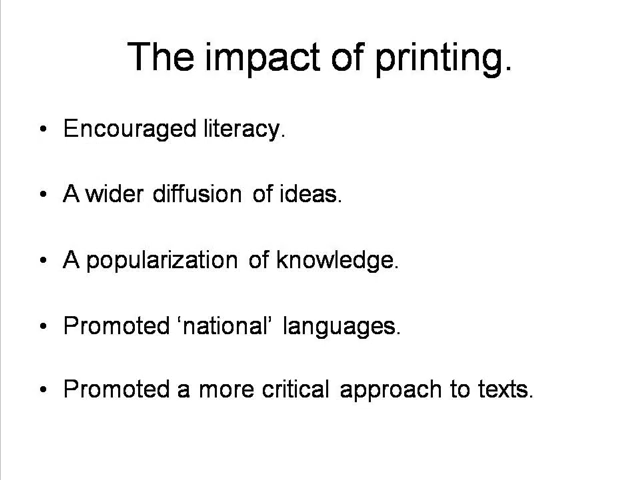 The impact of printing.
• Encouraged literacy.
• A wider diffusion of ideas.
• A popularization of knowledge.
• Promoted ‘national’ languages.
• Promoted a more critical approach to texts.